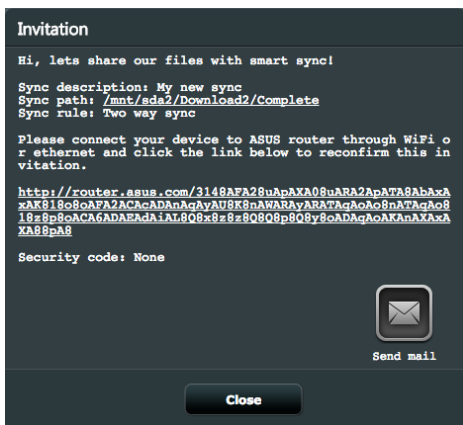 Invitation
Hi, lets share our files with smart sync!
Sync description: My new sync
Sync path: /mnt/sda2/Download2/Complete
Sync rule: Two way sync
Please connect your device to ASUS router through WiFi o
r ethernet and click the link below to reconfirm this in
vitation.
http://router.asus.com/3148AFA28uApAXA08uARA2ApATA8AbAxA
xAK818o8oAFA2ACAcADAnAgAyAU8K8nAWARAyARATAgAoAo8nATAgAo8
18z8p8oACA6ADAEAdAiAL8Q8x8z8z8Q8Q8p8Q8y8oADAgAoAKAnAXAxA
XA88pA8
Security code: None
Send mail
Close